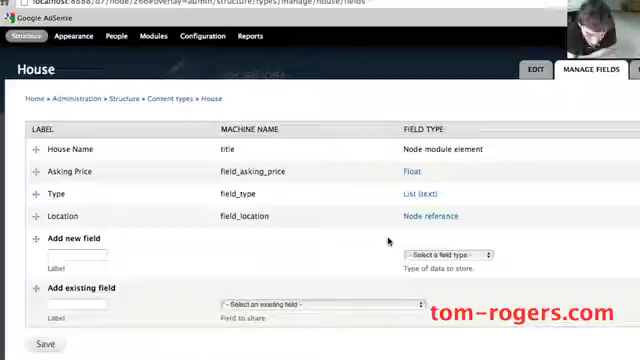 localhost:8888/d7/node/266#overlay=admin/structure/types/manage/house/fields
Google AdSense
Structure Appearance People Modules Configuration Reports
House
EDIT MANAGE FIELDS
Home » Administration » Structure » Content types » House
LABEL MACHINE NAME FIELD TYPE
House Name title Node module element
Asking Price field_asking_price Float
Type field_type List (text)
Location field_location Node reference
Add new field
- Select a field type -
Label Type of data to store.
Add existing field
- Select an existing field -
Label Field to share
tom-rogers.com
Save